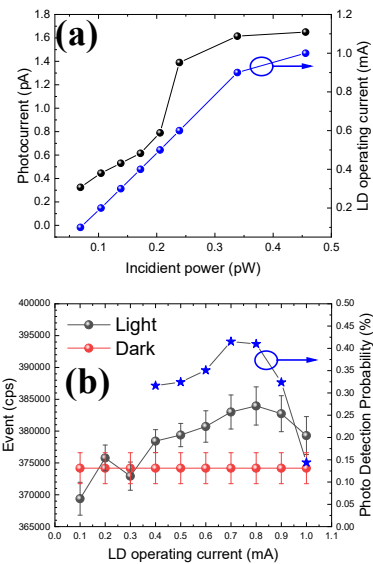 (a)
Photocurrent (pA)
1.8
1.6
1.4
1.2
1.0
0.8
0.6
0.4
0.2
0.0
1.2
1.0
0.8
0.6
0.4
0.2
LD operating current (mA)
0.1 0.2 0.3 0.4 0.5
Incidient power (pW)
(b)
Light
Dark
Event (cps)
400000
395000
390000
385000
380000
375000
370000
365000
0.50
0.45
0.40
0.35
0.30
0.25
0.20
0.15
0.10
0.05
0.00
Photo Detection Probability (%)
0.0 0.1 0.2 0.3 0.4 0.5 0.6 0.7 0.8 0.9 1.0
LD operating current (mA)